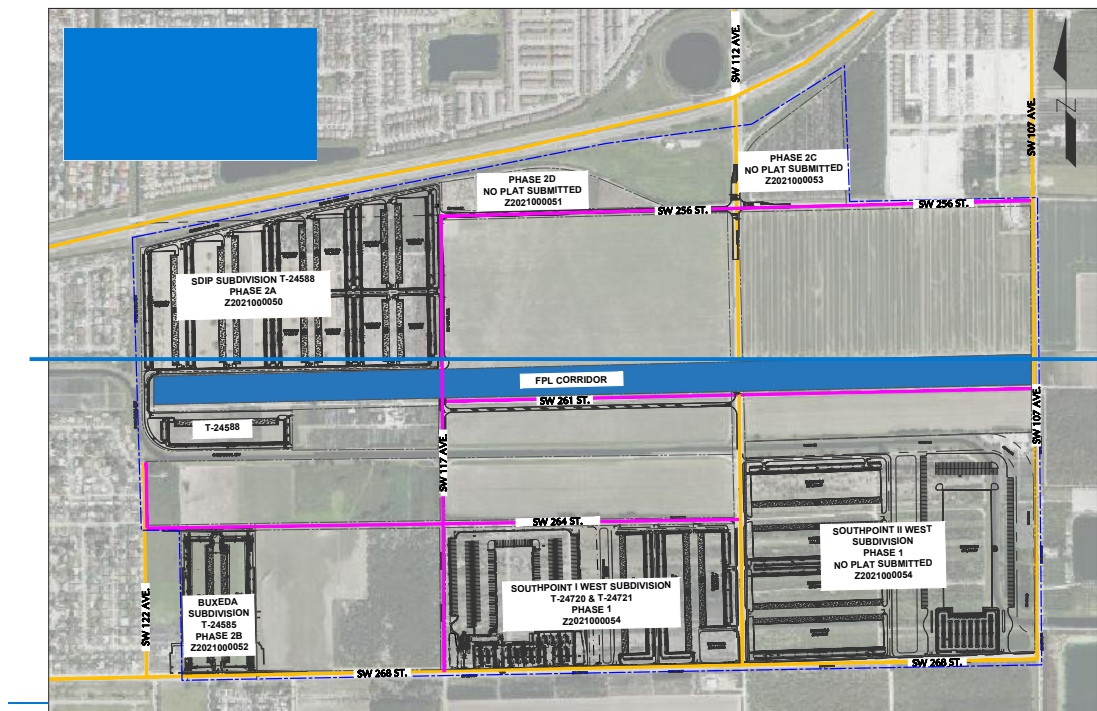 SW 112 AVE.
SW 107 AVE.
N
PHASE 2C
NO PLAT SUBMITTED
Z2021000053
PHASE 2D
NO PLAT SUBMITTED
Z2021000051
SW 256 ST.
SW 256 ST.
SDIP SUBDIVISION T-24588
PHASE 2A
Z2021000050
FPL CORRIDOR
SW 261 ST.
SW 107 AVE.
T-24588
SW 117 AVE.
SW 264 ST.
SOUTHPOINT II WEST
SUBDIVISION
PHASE 1
NO PLAT SUBMITTED
Z2021000054
SOUTHPOINT I WEST SUBDIVISION
T-24720 & T-24721
PHASE 1
Z2021000054
SW 122 AVE.
BUXEDA
SUBDIVISION
T-24585
PHASE 2B
Z2021000052
SW 268 ST.
SW 268 ST.